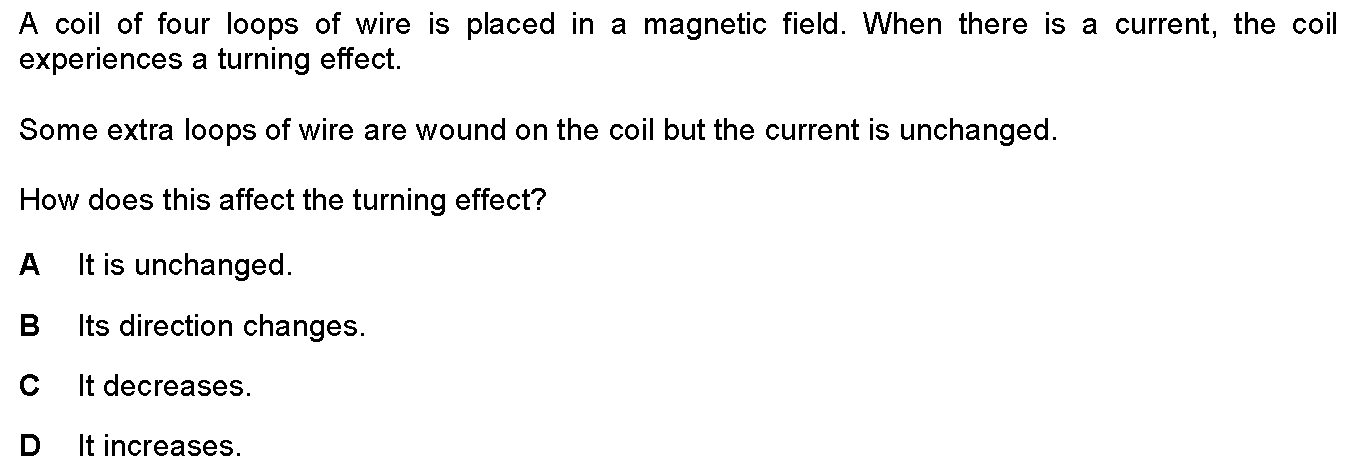 A coil of four loops of wire is placed in a magnetic field. When there is a current, the coil
experiences a turning effect.
Some extra loops of wire are wound on the coil but the current is unchanged.
How does this affect the turning effect?
A It is unchanged.
B Its direction changes.
C It decreases.
D It increases.